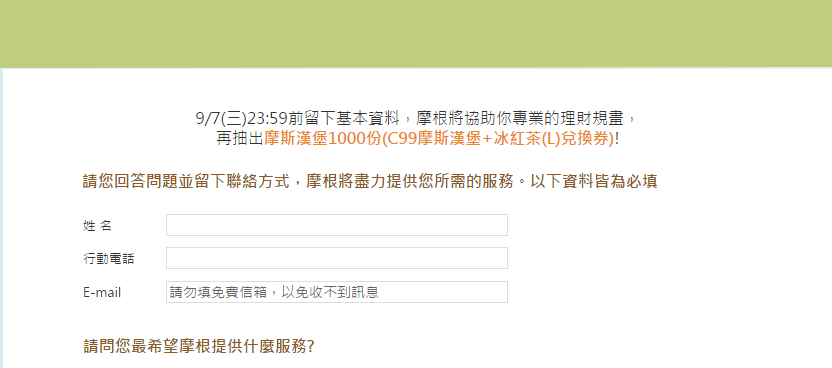 9/7(三)23:59前留下基本資料，摩根將協助你專業的理財規畫，
再抽出摩斯漢堡1000份(C99摩斯漢堡+冰紅茶(L)兌換券)!
請您回答問題並留下聯絡方式，摩根將盡力提供您所需的服務。以下資料皆為必填
姓 名
行動電話
E-mail 請勿填免費信箱，以免收不到訊息
請問您最希望摩根提供什麼服務?